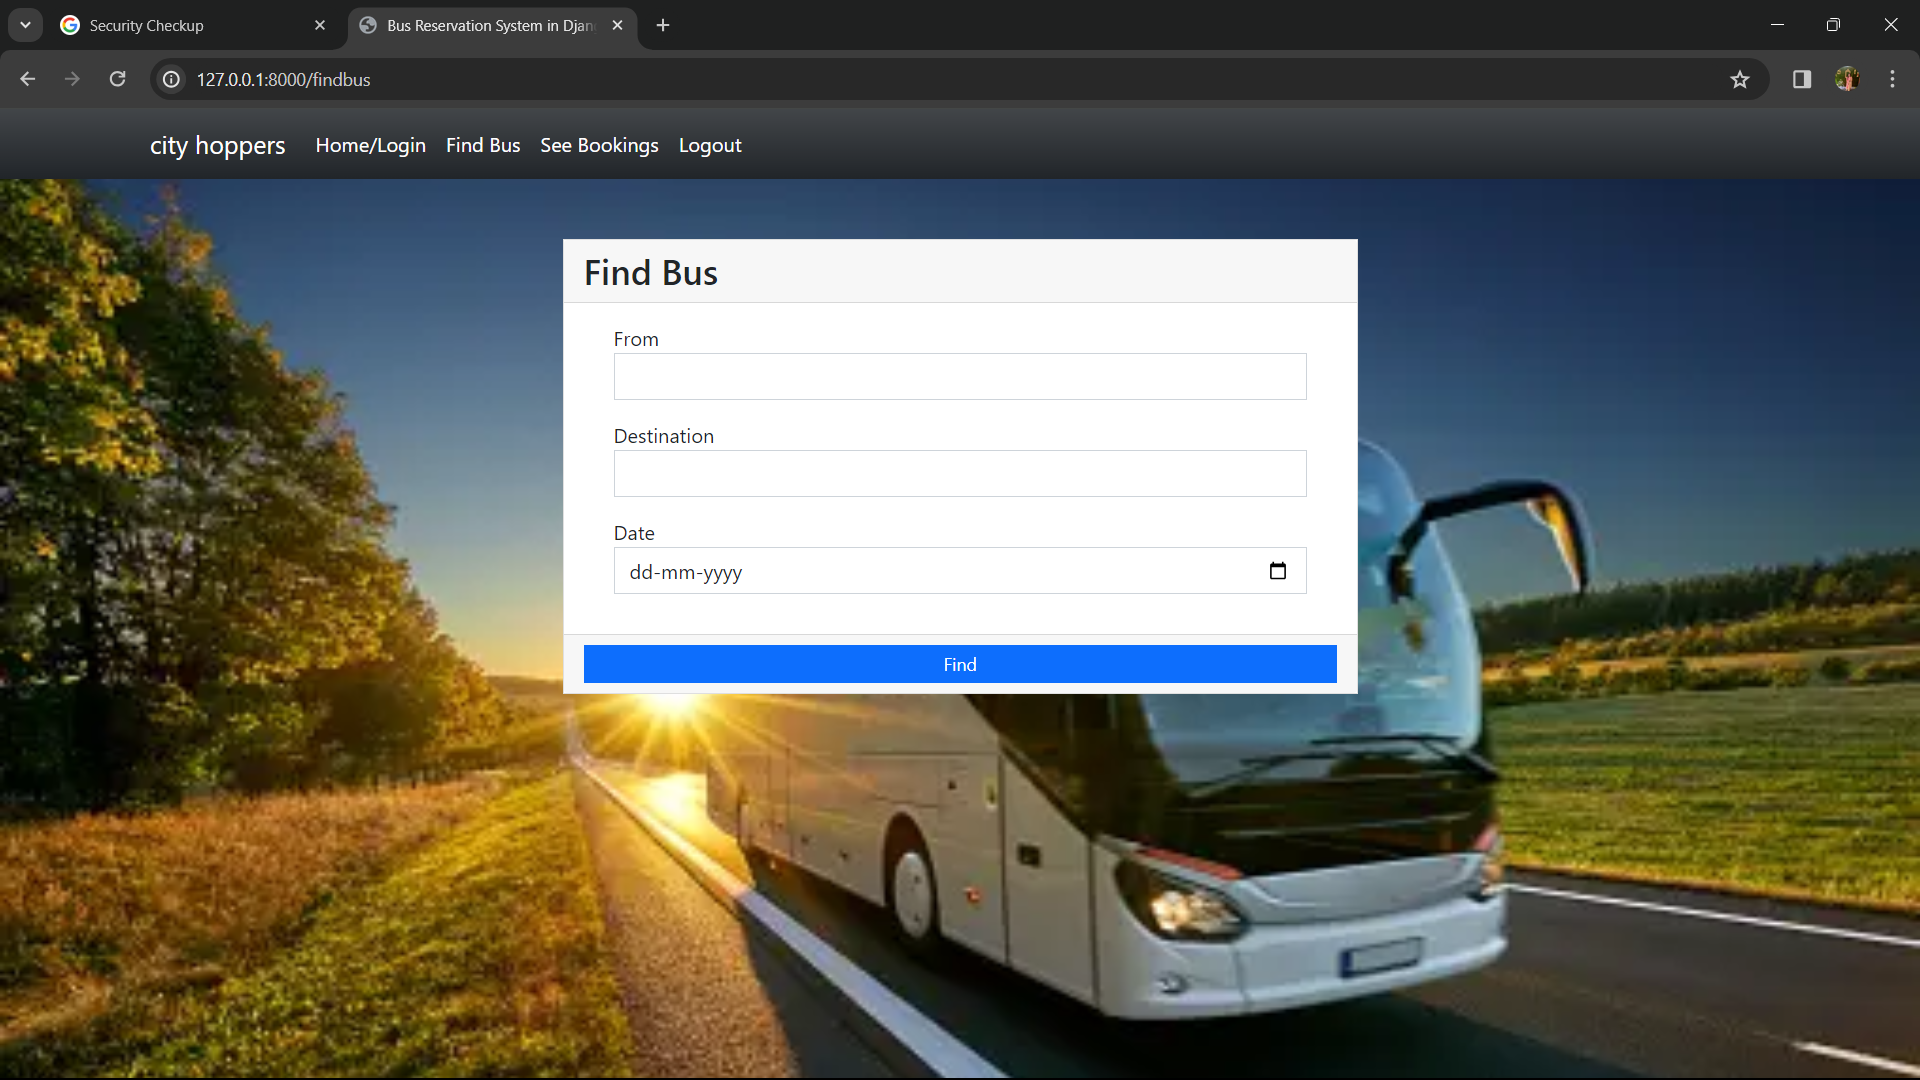 Security Checkup
Bus Reservation System in Djan
127.0.0.1:8000/findbus
city hoppers Home/Login Find Bus See Bookings Logout
Find Bus
From
Destination
Date
dd-mm-yyyy
Find